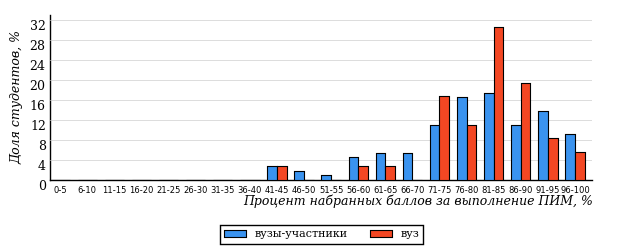 Доля студентов, %
32
28
24
20
16
12
8
4
0
0-5 6-10 11-15 16-20 21-25 26-30 31-35 36-40 41-45 46-50 51-55 56-60 61-65 66-70 71-75 76-80 81-85 86-90 91-95 96-100
Процент набранных баллов за выполнение ПИМ, %
вузы-участники вуз